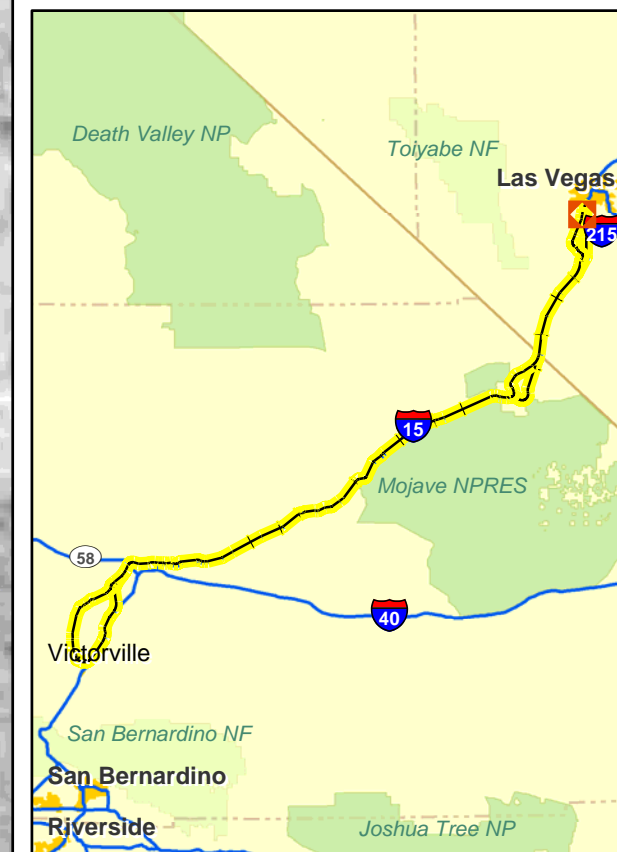 Death Valley NP
Toiyabe NF
Las Vegas
215
15
Mojave NPRES
58
40
Victorville
San Bernardino NF
San Bernardino
Riverside
Joshua Tree NP